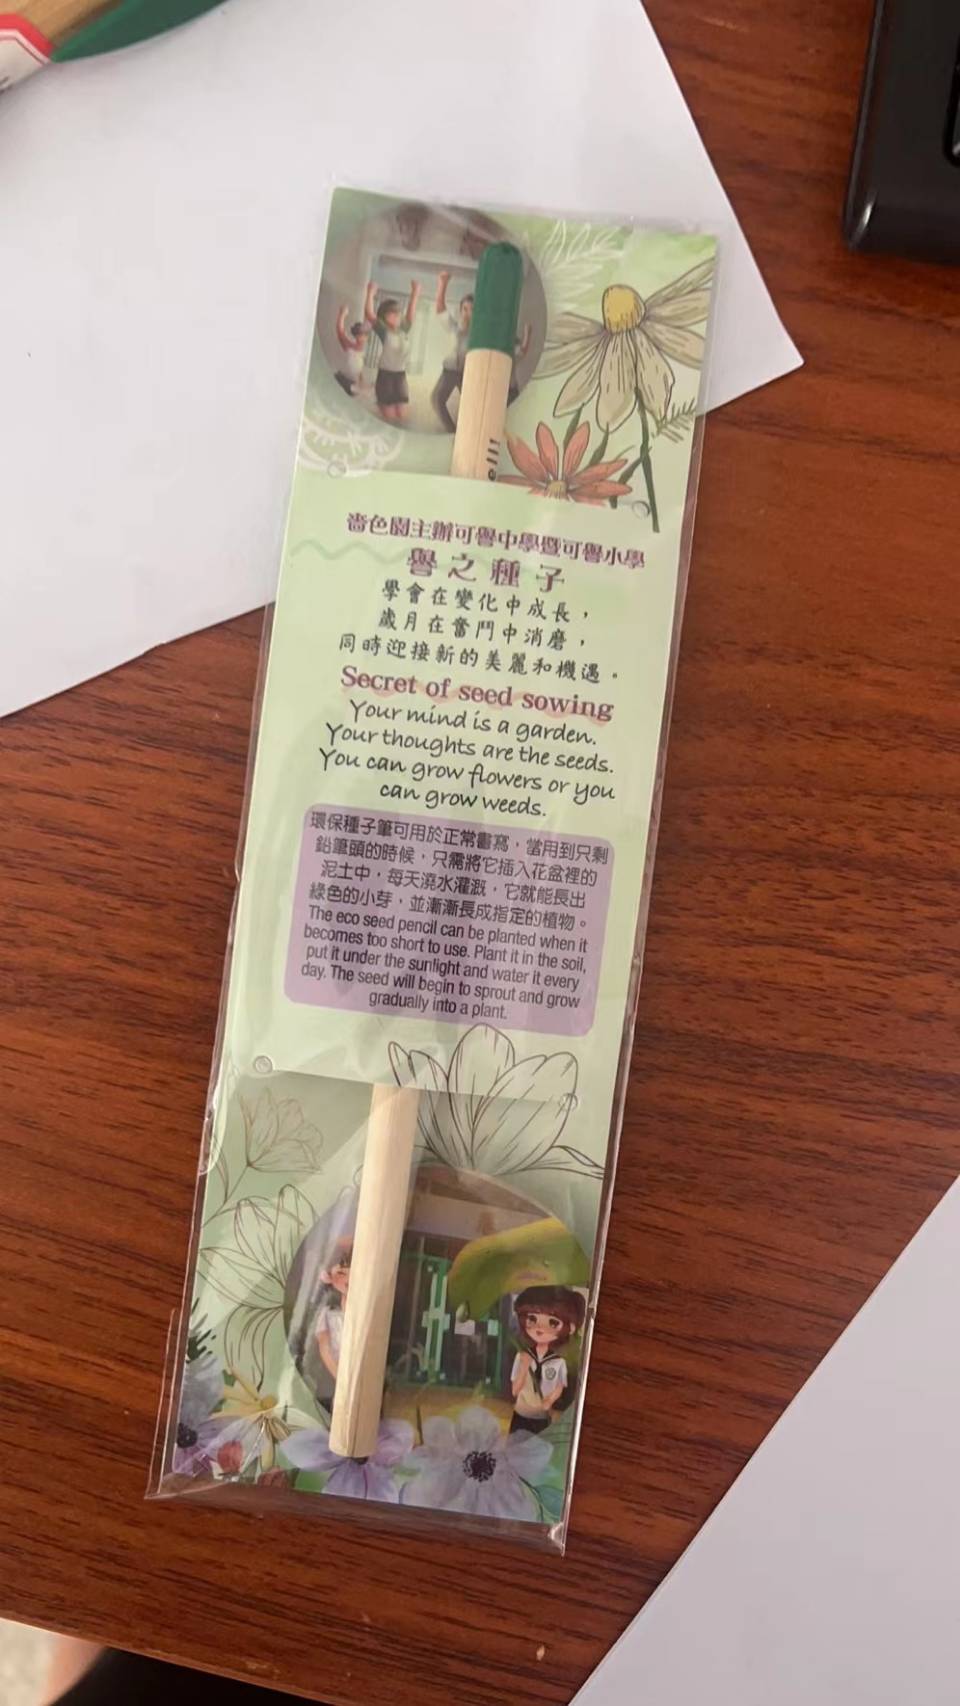 嗇色園主辦可譽中學暨可譽小學
譽之種子
學會在變化中成長，
歲月在奮鬥中消磨，
同時迎接新的美麗和機遇。
Secret of seed sowing
Your mind is a garden.
Your thoughts are the seeds.
You can grow flowers or you
can grow weeds.
環保種子筆可用於正常書寫，當用到只剩
鉛筆頭的時候，只需將它插入花盆裡的
泥土中，每天澆水灌溉，它就能長出
綠色的小芽，並漸漸長成指定的植物。
The eco seed pencil can be planted when it
becomes too short to use. Plant it in the soil,
put it under the sunlight and water it every
day. The seed will begin to sprout and grow
gradually into a plant.